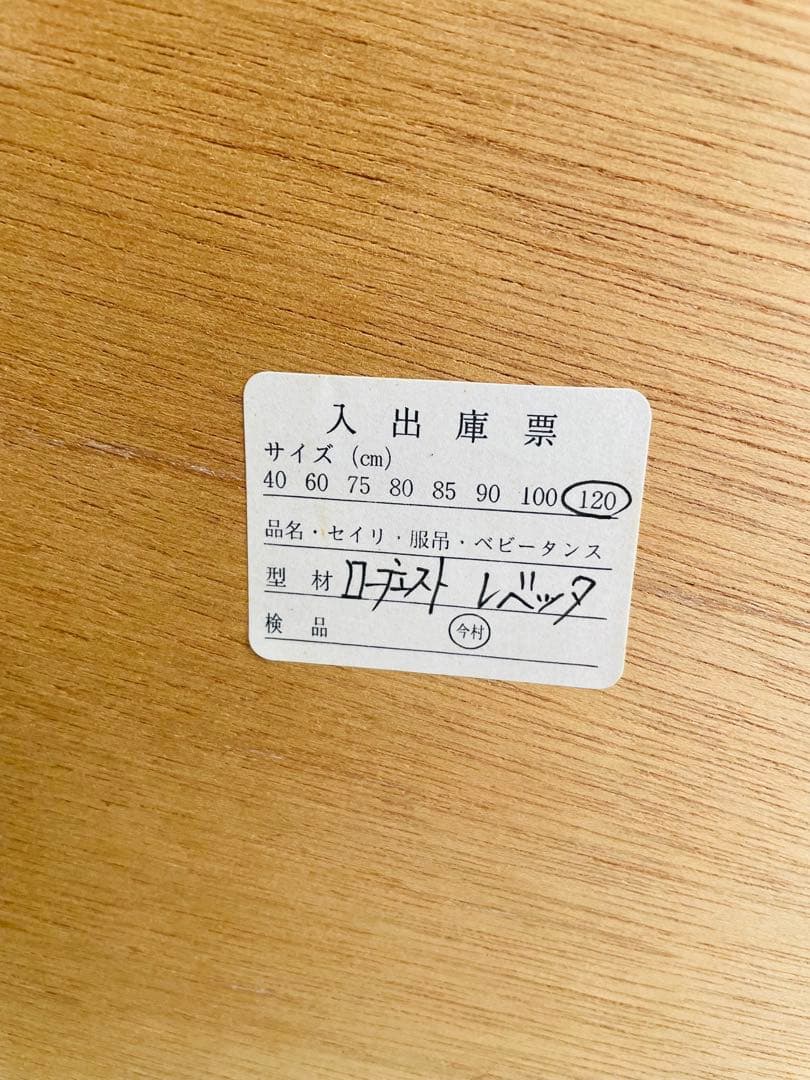 入出庫票
サイズ (cm)
40 60 75 80 85 90 100 120
品名・セイリ・服吊・ベビータンス
型材 ローチェスト レベッタ
検品 今村